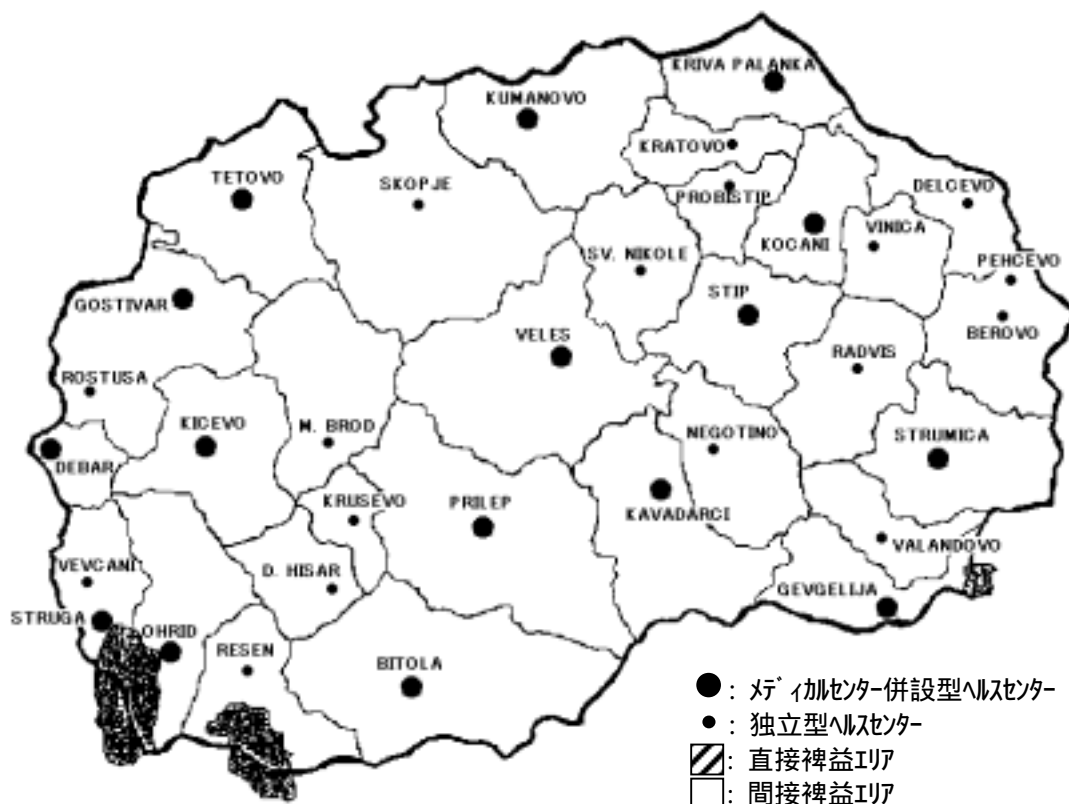 KRIVA PALANKA
KUMANOVO
KRATOVO
TETOVO
SKOPJE
PROBISTIP
DELCEVO
KOCANI
VINICA
SV. NIKOLE
PEHCEVO
GOSTIVAR
STIP
VELES
BEROVO
RADVIS
ROSTUSA
KICEVO
M. BROD
NEGOTINO
STRUMICA
DEBAR
KRUSEVO
PRILEP
KAVADARCI
VALANDOVO
VEVCANI
D. HISAR
GEVGELIJA
STRUGA
OHRID
RESEN
BITOLA
●: メディカルセンター併設型ヘルスセンター
•: 独立型ヘルスセンター
: 直接裨益エリア
: 間接裨益エリア